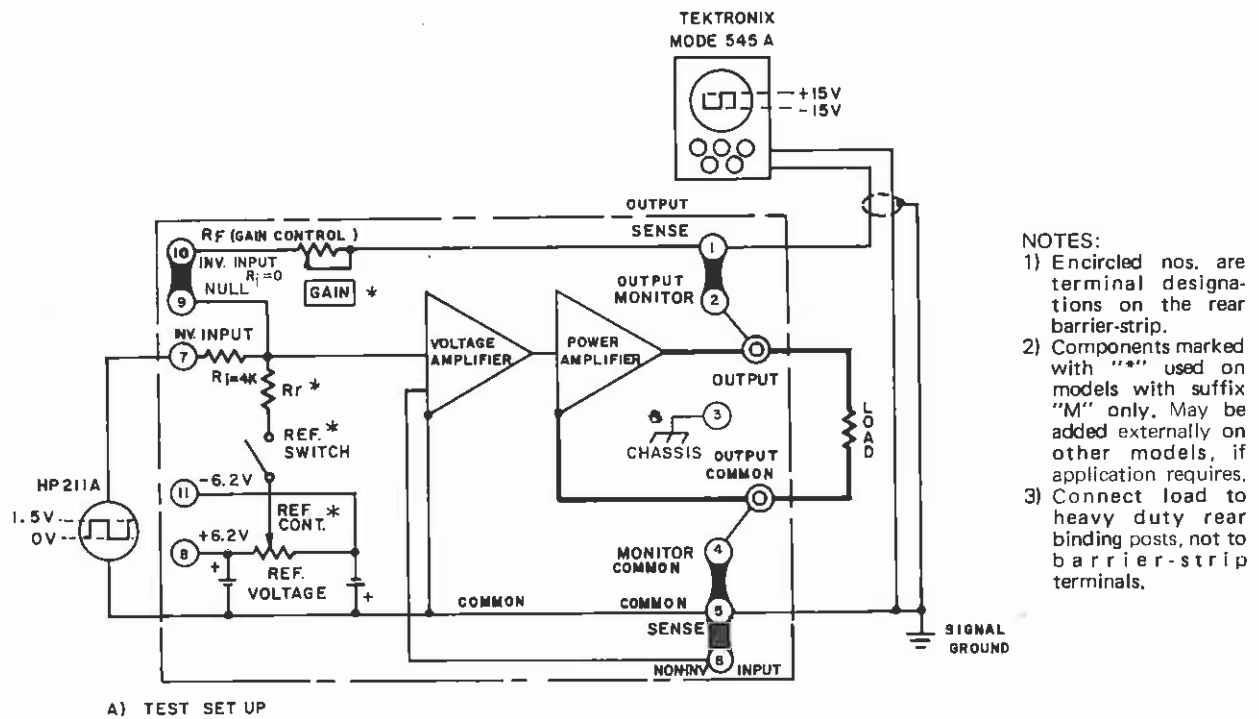 TEKTRONIX
MODE 545 A
+15V
-15V
OUTPUT
RF (GAIN CONTROL)
SENSE
10
1
INV. INPUT
Ri=0
GAIN *
OUTPUT
MONITOR
NULL
9
2
INV. INPUT
7
Ri=4K
Rr *
VOLTAGE
AMPLIFIER
POWER
AMPLIFIER
OUTPUT
REF. *
SWITCH
3
CHASSIS
LOAD
OUTPUT
COMMON
HP211A
1.5V
0V
11
-6.2V
REF.
CONT. *
8
+6.2V
REF.
VOLTAGE
+
+
MONITOR
COMMON
4
COMMON
COMMON
5
SENSE
NON-INV
6
INPUT
SIGNAL
GROUND
A) TEST SET UP
NOTES:
1) Encircled nos. are
terminal designa-
tions on the rear
barrier-strip.
2) Components marked
with "*" used on
models with suffix
"M" only. May be
added externally on
other models, if
application requires.
3) Connect load to
heavy duty rear
binding posts, not to
barrier-strip
terminals.